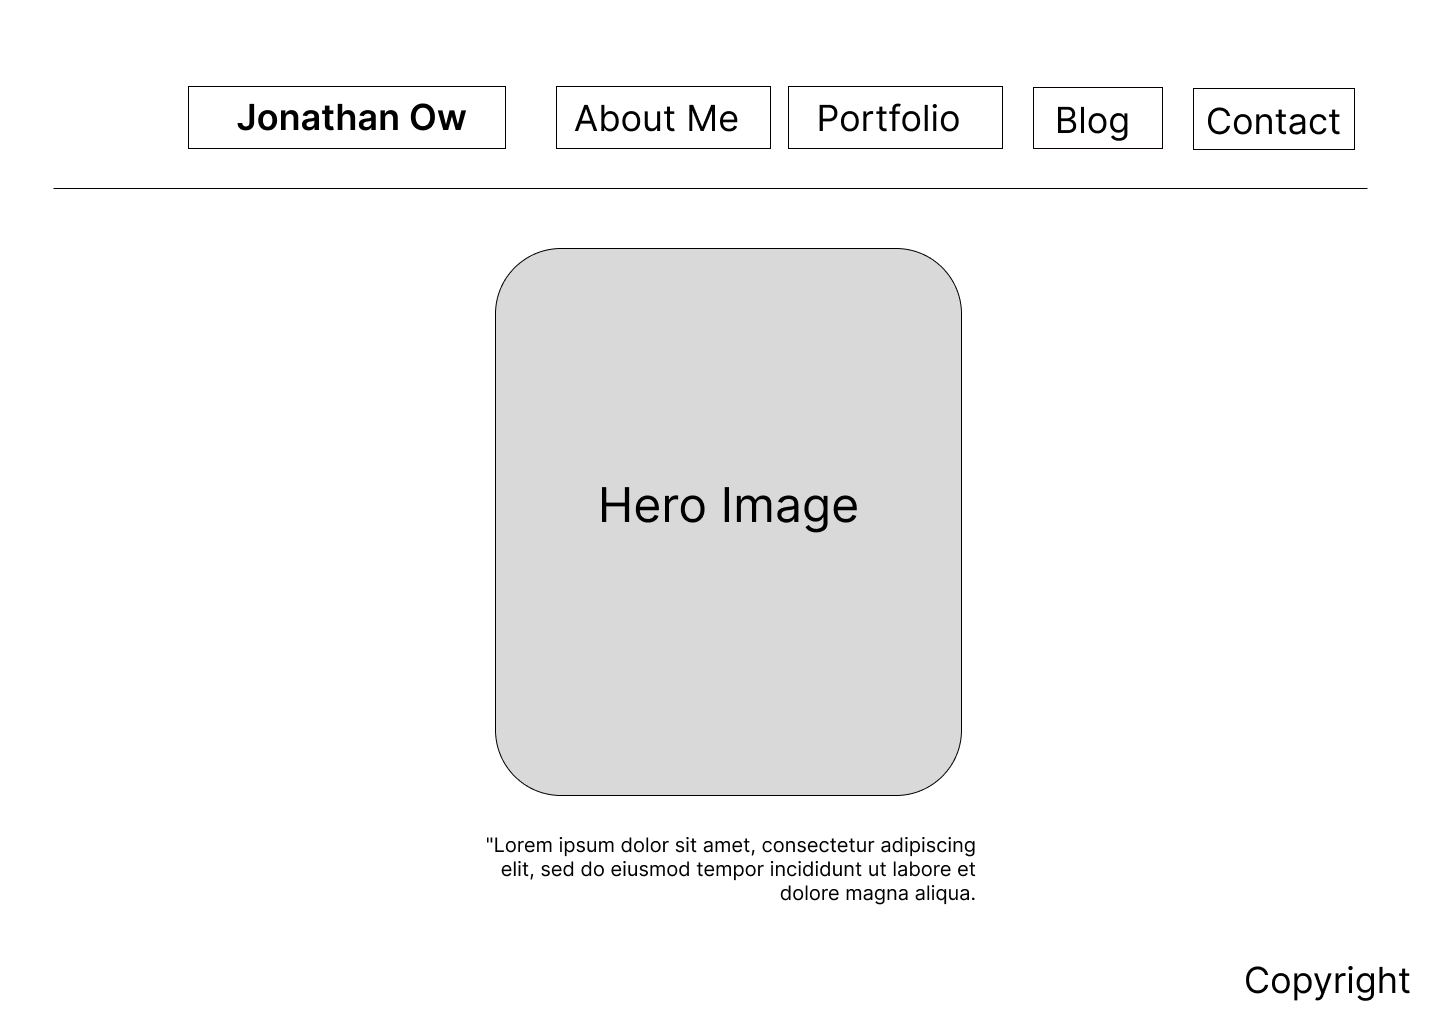 Jonathan Ow
About Me
Portfolio
Blog
Contact
Hero Image
"Lorem ipsum dolor sit amet, consectetur adipiscing
elit, sed do eiusmod tempor incididunt ut labore et
dolore magna aliqua.
Copyright